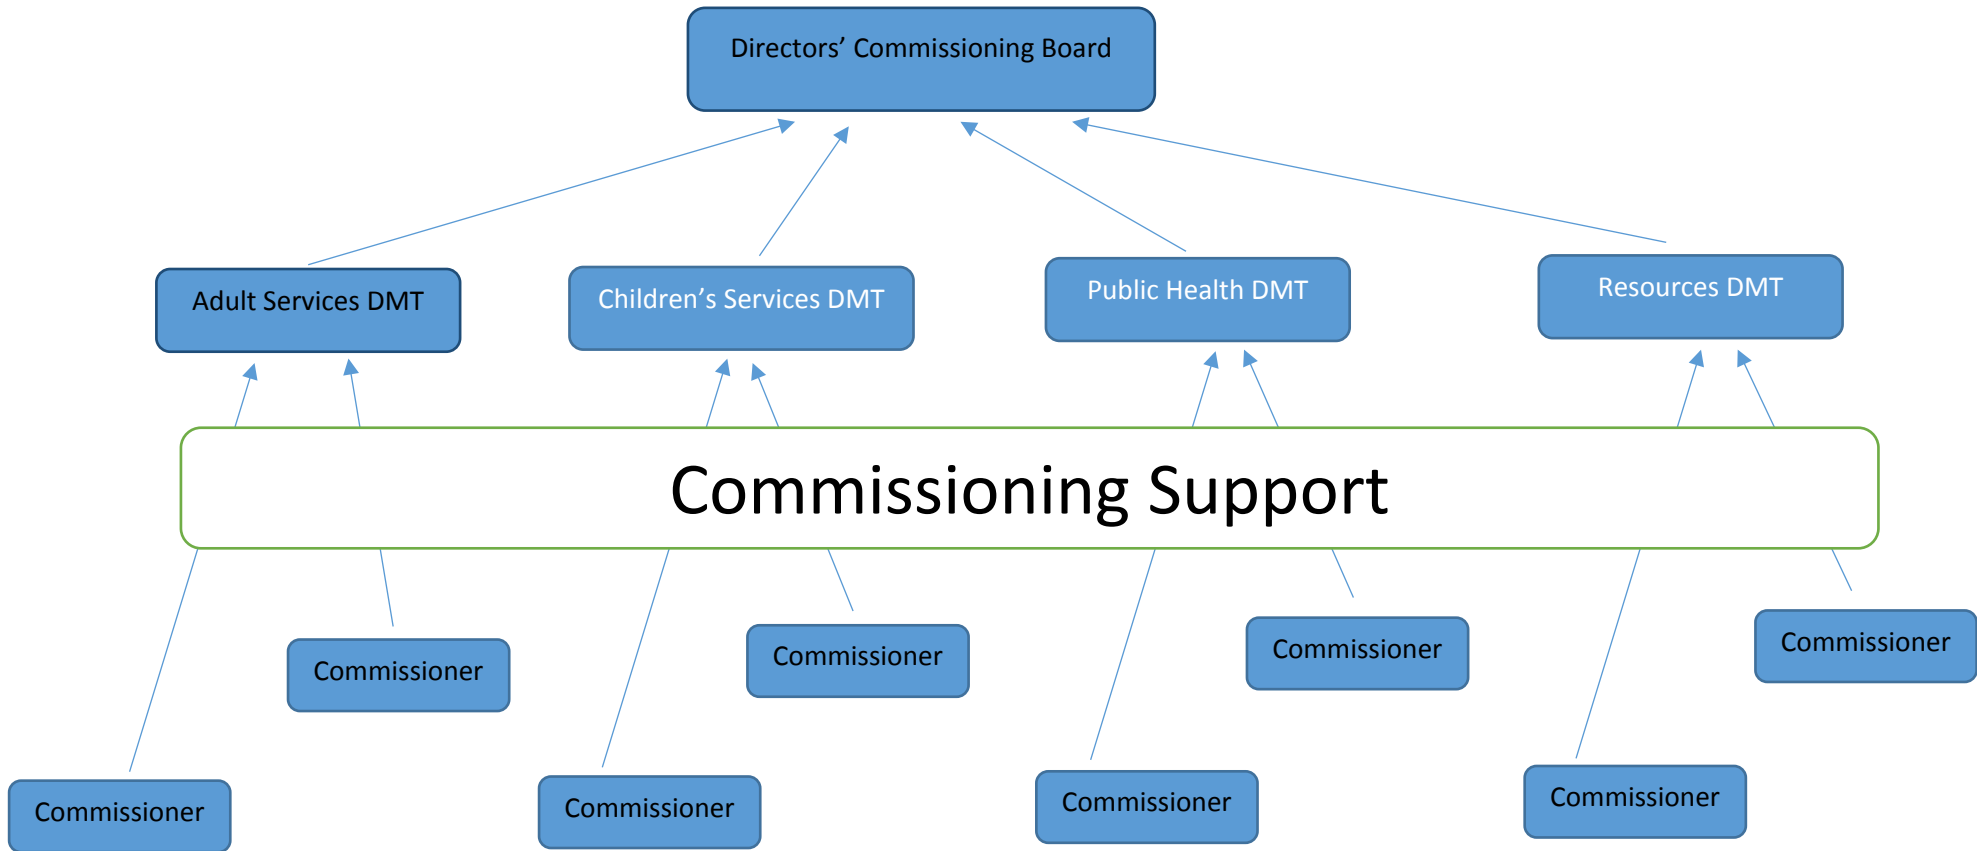 Directors’ Commissioning Board
Adult Services DMT
Children’s Services DMT
Public Health DMT
Resources DMT
Commissioning Support
Commissioner
Commissioner
Commissioner
Commissioner
Commissioner
Commissioner
Commissioner
Commissioner